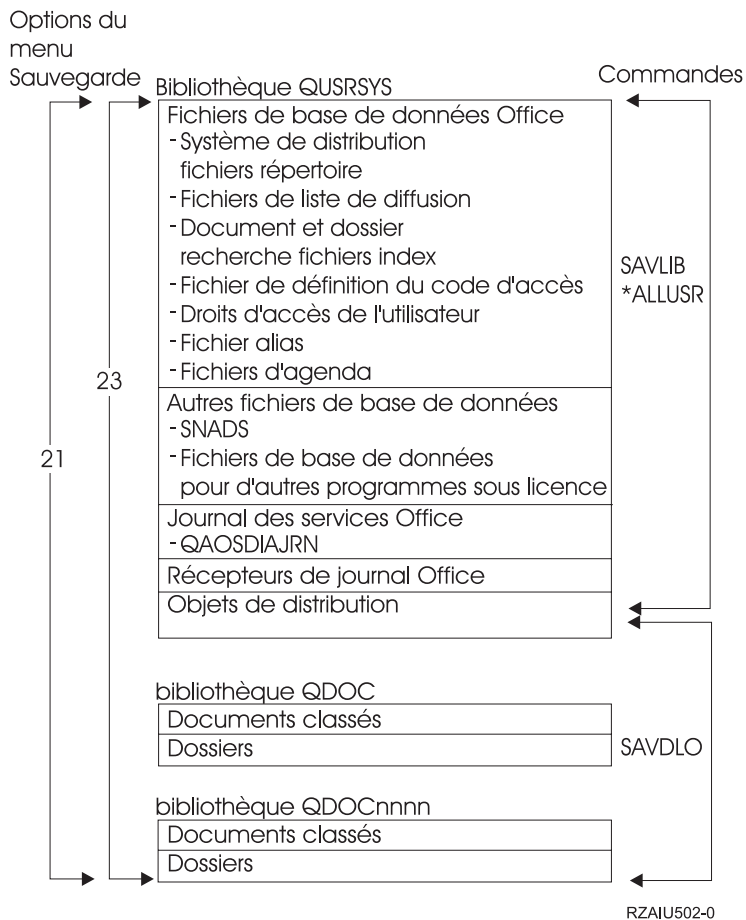 Options du
menu
Sauvegarde
Commandes
Bibliothèque QUSRSYS
Fichiers de base de données Office
-Système de distribution
fichiers répertoire
-Fichiers de liste de diffusion
-Document et dossier
recherche fichiers index
-Fichier de définition du code d'accès
-Droits d'accès de l'utilisateur
-Fichier alias
-Fichiers d'agenda
SAVLIB
*ALLUSR
23
21
Autres fichiers de base de données
-SNADS
-Fichiers de base de données
pour d'autres programmes sous licence
Journal des services Office
-QAOSDIAJRN
Récepteurs de journal Office
Objets de distribution
bibliothèque QDOC
Documents classés
Dossiers
SAVDLO
bibliothèque QDOCnnnn
Documents classés
Dossiers
RZAIU502-0